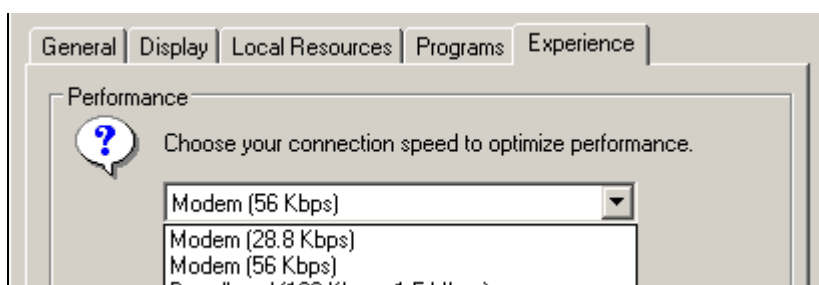 General Display Local Resources Programs Experience
Performance
?
Choose your connection speed to optimize performance.
Modem (56 Kbps)
Modem (28.8 Kbps)
Modem (56 Kbps)